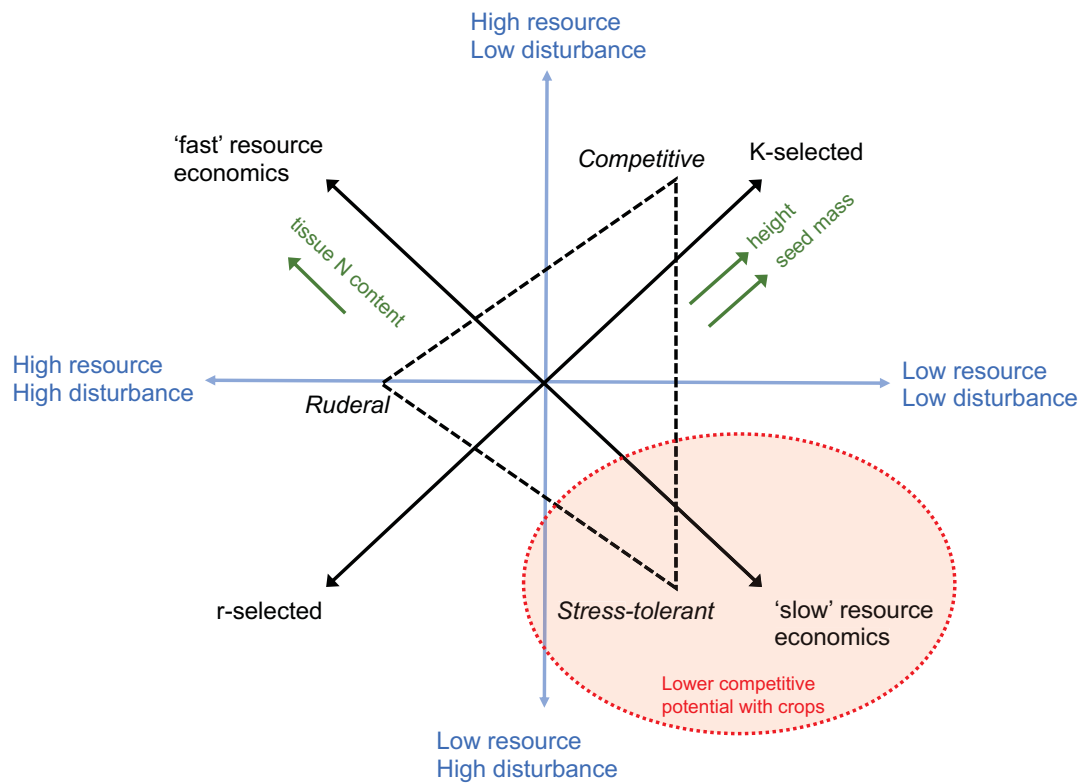 High resource
Low disturbance
‘fast’ resource
economics
Competitive
K-selected
tissue N content
height
seed mass
High resource
High disturbance
Ruderal
Low resource
Low disturbance
r-selected
Stress-tolerant
‘slow’ resource
economics
Lower competitive
potential with crops
Low resource
High disturbance